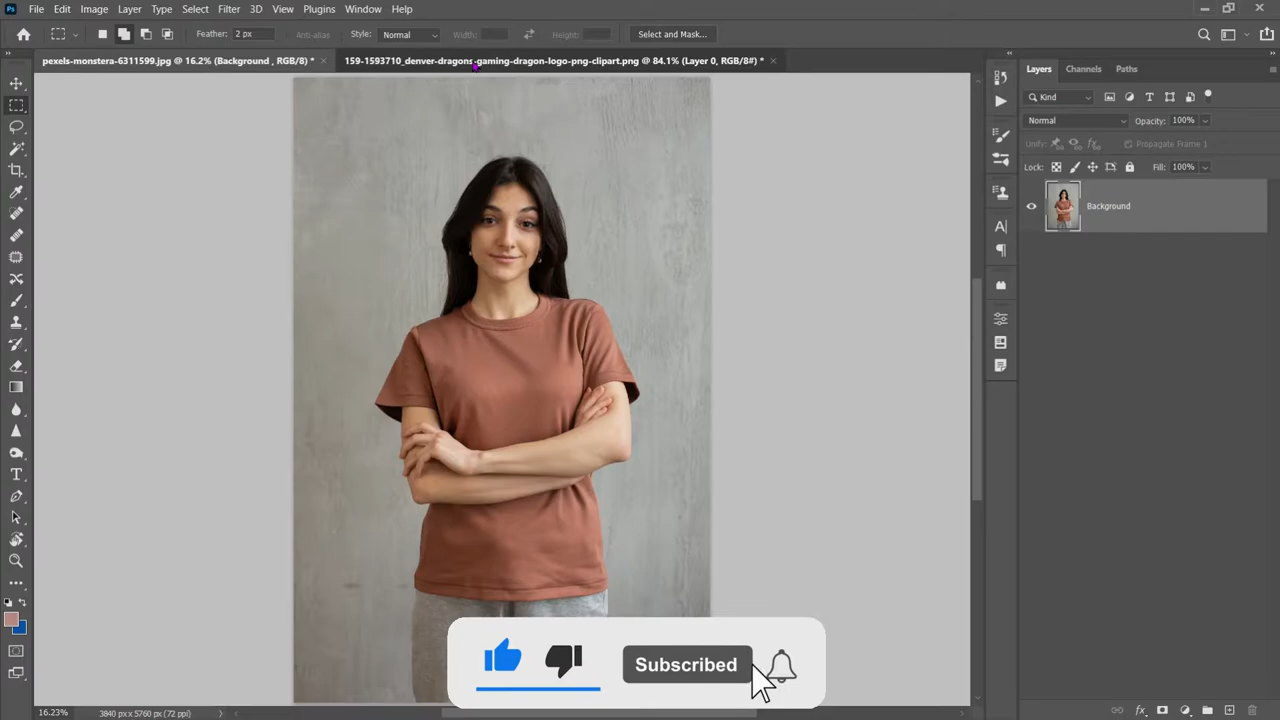 Ps File Edit Image Layer Type Select Filter 3D View Plugins Window Help
Feather: 2 px Anti-alias Style: Normal Width: Height: Select and Mask...
pexels-monstera-6311599.jpg @ 16.2% (Background , RGB/8) * × 159-1593710_denver-dragons-gaming-dragon-logo-png-clipart.png @ 84.1% (Layer 0, RGB/8#) * ×
Layers Channels Paths
Kind
Normal Opacity: 100%
Unify: Propagate Frame 1
Lock: Fill: 100%
Background
Subscribed
16.23% 3840 px x 5760 px (72 ppi)